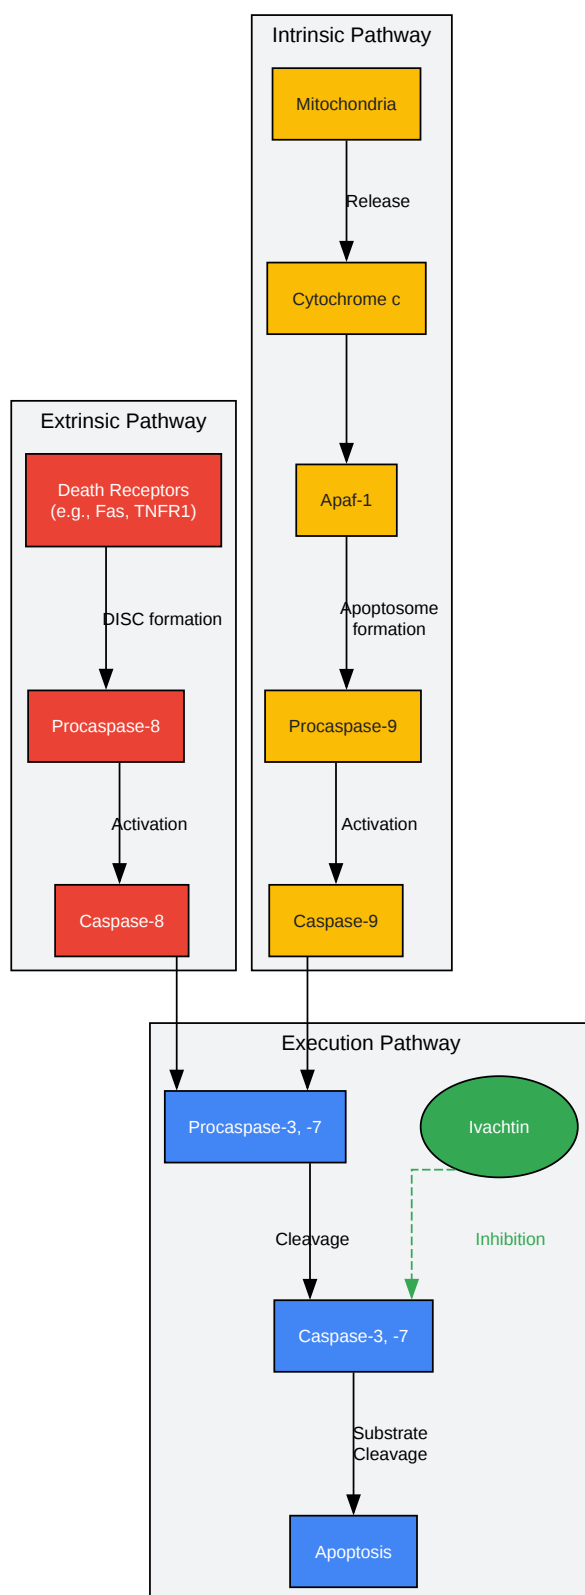 Intrinsic Pathway
Mitochondria
Release
Cytochrome c
Apaf-1
Apoptosome
formation
Procaspase-9
Activation
Caspase-9
Extrinsic Pathway
Death Receptors
(e.g., Fas, TNFR1)
DISC formation
Procaspase-8
Activation
Caspase-8
Execution Pathway
Procaspase-3, -7
Ivachtin
Cleavage
Inhibition
Caspase-3, -7
Substrate
Cleavage
Apoptosis